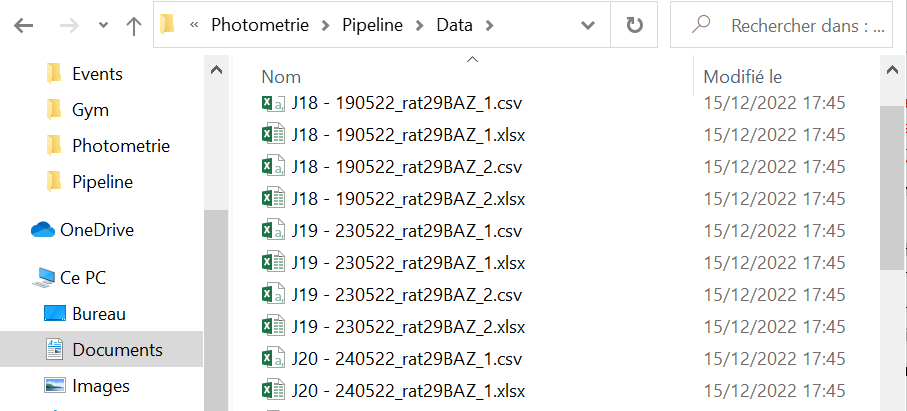 « Photometrie > Pipeline > Data >
Rechercher dans : ...
Events
Gym
Photometrie
Pipeline
OneDrive
Ce PC
Bureau
Documents
Images
Nom Modifié le
J18 - 190522_rat29BAZ_1.csv 15/12/2022 17:45
J18 - 190522_rat29BAZ_1.xlsx 15/12/2022 17:45
J18 - 190522_rat29BAZ_2.csv 15/12/2022 17:45
J18 - 190522_rat29BAZ_2.xlsx 15/12/2022 17:45
J19 - 230522_rat29BAZ_1.csv 15/12/2022 17:45
J19 - 230522_rat29BAZ_1.xlsx 15/12/2022 17:45
J19 - 230522_rat29BAZ_2.csv 15/12/2022 17:45
J19 - 230522_rat29BAZ_2.xlsx 15/12/2022 17:45
J20 - 240522_rat29BAZ_1.csv 15/12/2022 17:45
J20 - 240522_rat29BAZ_1.xlsx 15/12/2022 17:45